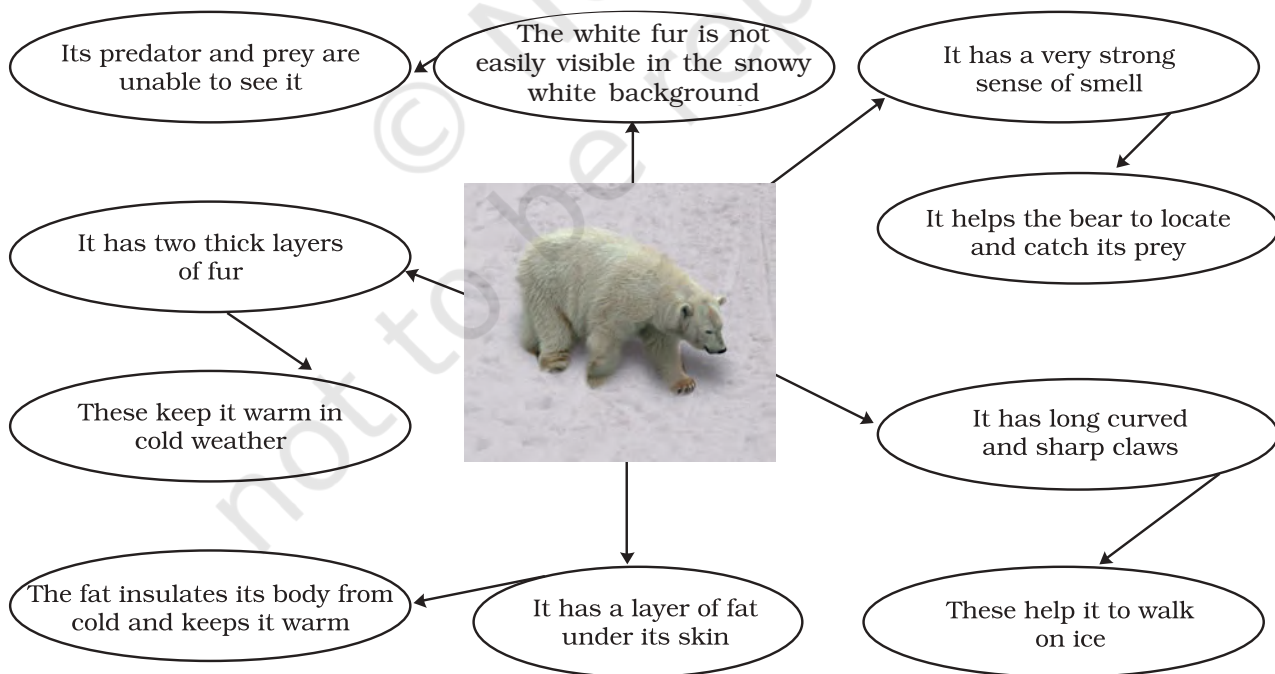 Its predator and prey are
unable to see it
The white fur is not
easily visible in the snowy
white background
It has a very strong
sense of smell
It helps the bear to locate
and catch its prey
It has two thick layers
of fur
These keep it warm in
cold weather
It has long curved
and sharp claws
The fat insulates its body from
cold and keeps it warm
It has a layer of fat
under its skin
These help it to walk
on ice
©
not to be rep